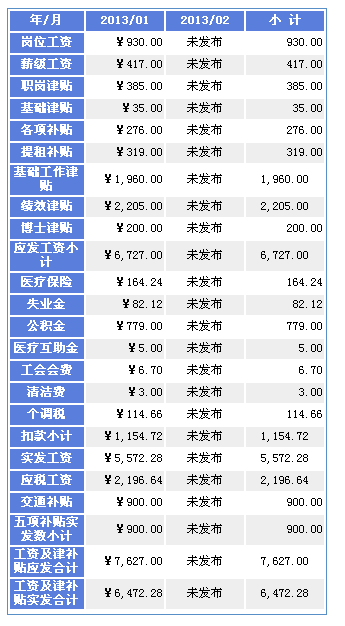 年/月 2013/01 2013/02 小 计
岗位工资 ￥930.00 未发布 930.00
薪级工资 ￥417.00 未发布 417.00
职岗津贴 ￥385.00 未发布 385.00
基础津贴 ￥35.00 未发布 35.00
各项补贴 ￥276.00 未发布 276.00
提租补贴 ￥319.00 未发布 319.00
基础工作津
贴 ￥1,960.00 未发布 1,960.00
绩效津贴 ￥2,205.00 未发布 2,205.00
博士津贴 ￥200.00 未发布 200.00
应发工资小
计 ￥6,727.00 未发布 6,727.00
医疗保险 ￥164.24 未发布 164.24
失业金 ￥82.12 未发布 82.12
公积金 ￥779.00 未发布 779.00
医疗互助金 ￥5.00 未发布 5.00
工会会费 ￥6.70 未发布 6.70
清洁费 ￥3.00 未发布 3.00
个调税 ￥114.66 未发布 114.66
扣款小计 ￥1,154.72 未发布 1,154.72
实发工资 ￥5,572.28 未发布 5,572.28
应税工资 ￥2,196.64 未发布 2,196.64
交通补贴 ￥900.00 未发布 900.00
五项补贴实
发数小计 ￥900.00 未发布 900.00
工资及津补
贴应发合计 ￥7,627.00 未发布 7,627.00
工资及津补
贴实发合计 ￥6,472.28 未发布 6,472.28